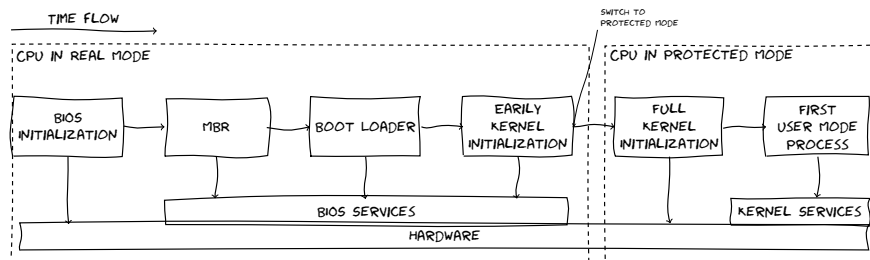 TIME FLOW
SWITCH TO
PROTECTED MODE
CPU IN REAL MODE
CPU IN PROTECTED MODE
BIOS
INITIALIZATION
MBR
BOOT LOADER
EARILY
KERNEL
INITIALIZATION
FULL
KERNEL
INITIALIZATION
FIRST
USER MODE
PROCESS
BIOS SERVICES
KERNEL SERVICES
HARDWARE